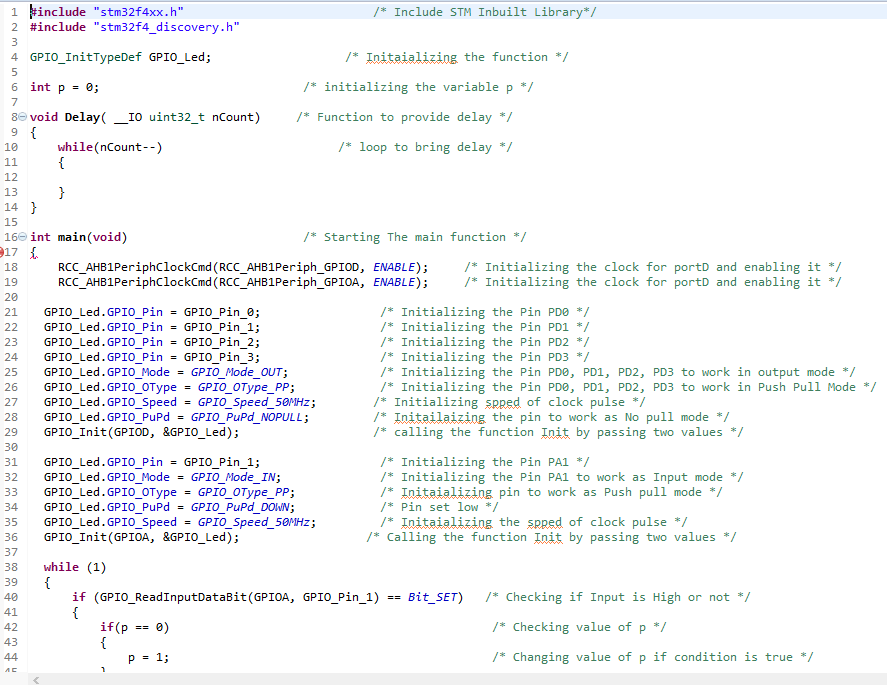 1 #include "stm32f4xx.h" /* Include STM Inbuilt Library*/
2 #include "stm32f4_discovery.h"
3
4 GPIO_InitTypeDef GPIO_Led; /* Initaializing the function */
5
6 int p = 0; /* initializing the variable p */
7
8 void Delay( __IO uint32_t nCount) /* Function to provide delay */
9 {
10 while(nCount--) /* loop to bring delay */
11 {
12
13 }
14 }
15
16 int main(void) /* Starting The main function */
17 {
18 RCC_AHB1PeriphClockCmd(RCC_AHB1Periph_GPIOD, ENABLE); /* Initializing the clock for portD and enabling it */
19 RCC_AHB1PeriphClockCmd(RCC_AHB1Periph_GPIOA, ENABLE); /* Initializing the clock for portD and enabling it */
20
21 GPIO_Led.GPIO_Pin = GPIO_Pin_0; /* Initializing the Pin PD0 */
22 GPIO_Led.GPIO_Pin = GPIO_Pin_1; /* Initializing the Pin PD1 */
23 GPIO_Led.GPIO_Pin = GPIO_Pin_2; /* Initializing the Pin PD2 */
24 GPIO_Led.GPIO_Pin = GPIO_Pin_3; /* Initializing the Pin PD3 */
25 GPIO_Led.GPIO_Mode = GPIO_Mode_OUT; /* Initializing the Pin PD0, PD1, PD2, PD3 to work in output mode */
26 GPIO_Led.GPIO_OType = GPIO_OType_PP; /* Initializing the Pin PD0, PD1, PD2, PD3 to work in Push Pull Mode */
27 GPIO_Led.GPIO_Speed = GPIO_Speed_50MHz; /* Initializing spped of clock pulse */
28 GPIO_Led.GPIO_PuPd = GPIO_PuPd_NOPULL; /* Initailaizing the pin to work as No pull mode */
29 GPIO_Init(GPIOD, &GPIO_Led); /* calling the function Init by passing two values */
30
31 GPIO_Led.GPIO_Pin = GPIO_Pin_1; /* Initializing the Pin PA1 */
32 GPIO_Led.GPIO_Mode = GPIO_Mode_IN; /* Initializing the Pin PA1 to work as Input mode */
33 GPIO_Led.GPIO_OType = GPIO_OType_PP; /* Initaializing pin to work as Push pull mode */
34 GPIO_Led.GPIO_PuPd = GPIO_PuPd_DOWN; /* Pin set low */
35 GPIO_Led.GPIO_Speed = GPIO_Speed_50MHz; /* Initaializing the spped of clock pulse */
36 GPIO_Init(GPIOA, &GPIO_Led); /* Calling the function Init by passing two values */
37
38 while (1)
39 {
40 if (GPIO_ReadInputDataBit(GPIOA, GPIO_Pin_1) == Bit_SET) /* Checking if Input is High or not */
41 {
42 if(p == 0) /* Checking value of p */
43 {
44 p = 1; /* Changing value of p if condition is true */
45 }